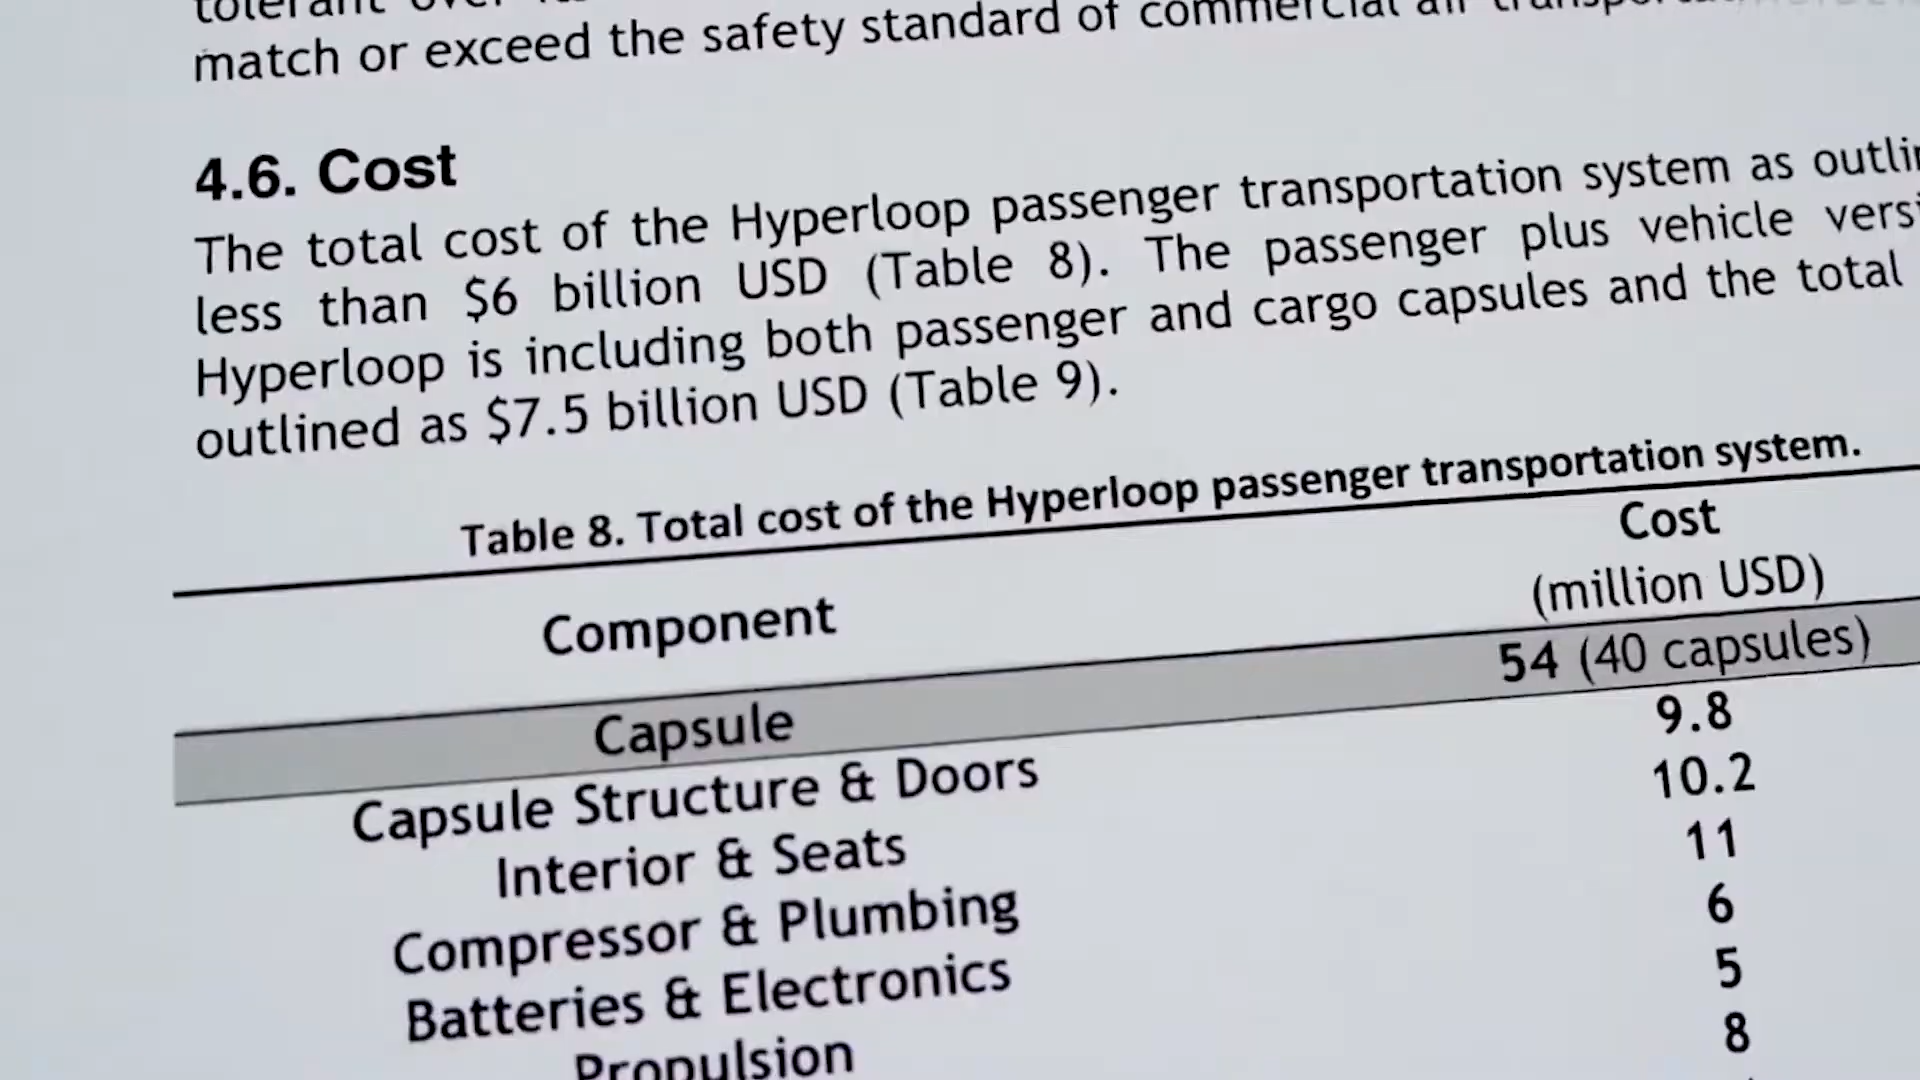 match or exceed the safety standard of commercial air
4.6. Cost
The total cost of the Hyperloop passenger transportation system as
less than $6 billion USD (Table 8). The passenger plus vehicle
Hyperloop is including both passenger and cargo capsules and the total
outlined as $7.5 billion USD (Table 9).
Table 8. Total cost of the Hyperloop passenger transportation system.
Component Cost
(million USD)
Capsule 54 (40 capsules)
Capsule Structure & Doors 9.8
Interior & Seats 10.2
Compressor & Plumbing 11
Batteries & Electronics 6
Propulsion 5
8